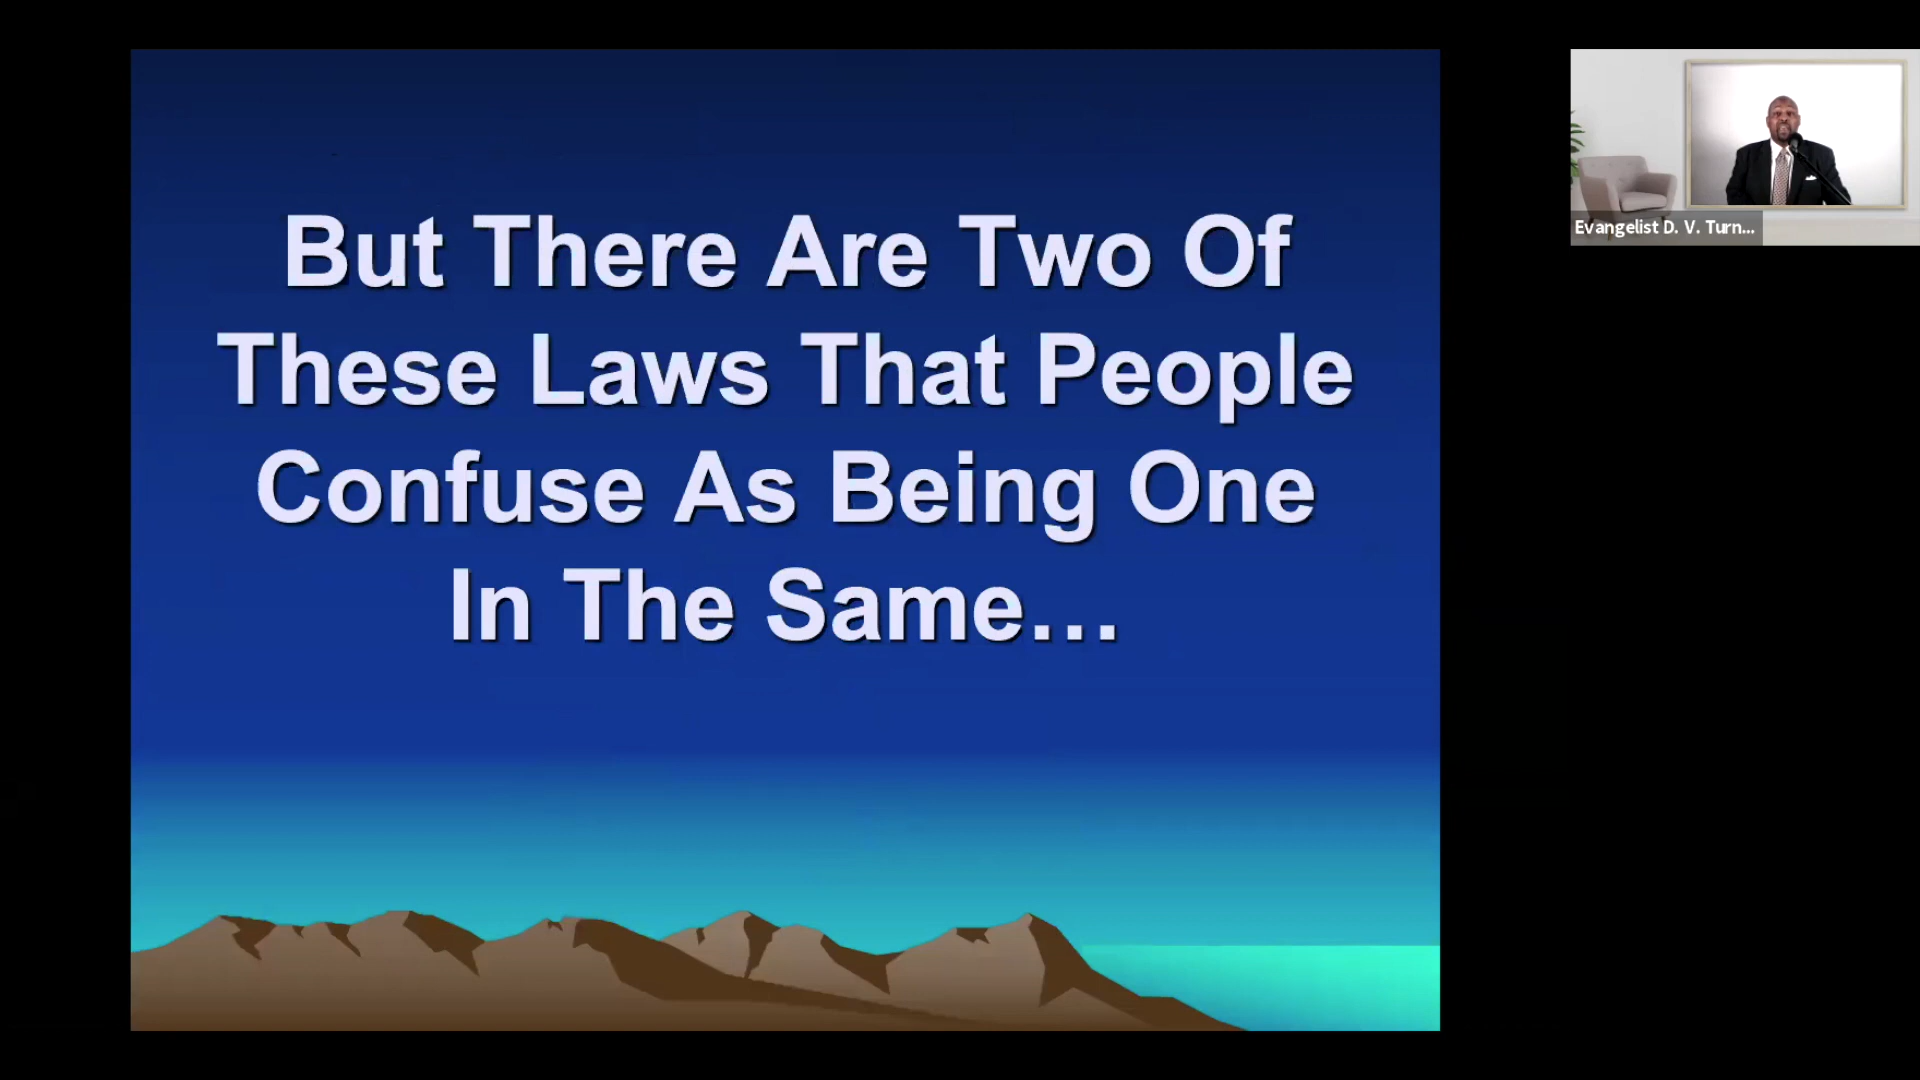 But There Are Two Of
These Laws That People
Confuse As Being One
In The Same...
Evangelist D. V. Turn...